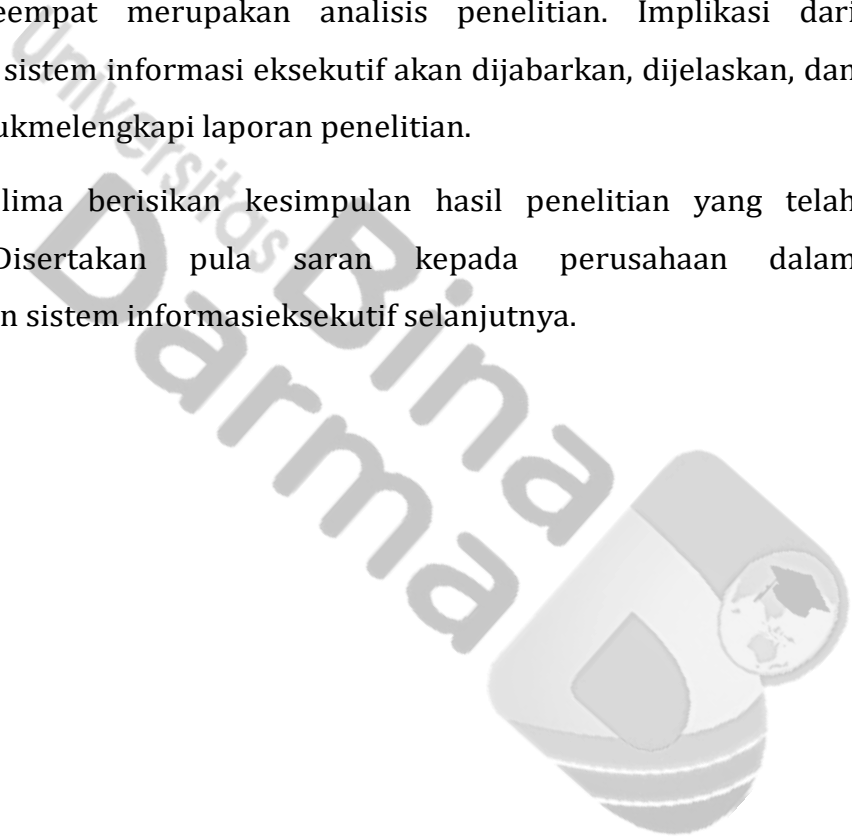 eempat merupakan analisis penelitian. Implikasi dari
sistem informasi eksekutif akan dijabarkan, dijelaskan, dan
ukmelengkapi laporan penelitian.
lima berisikan kesimpulan hasil penelitian yang telah
Disertakan pula saran kepada perusahaan dalam
n sistem informasieksekutif selanjutnya.
Universitas
Bina
Darma